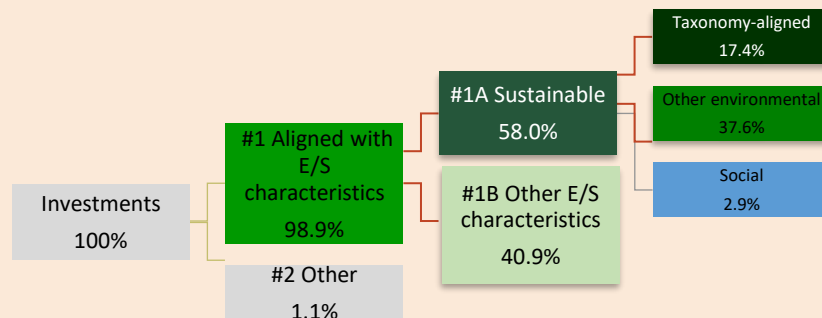 Investments
100%
#1 Aligned with
E/S
characteristics
98.9%
#2 Other
1.1%
#1A Sustainable
58.0%
#1B Other E/S
characteristics
40.9%
Taxonomy-aligned
17.4%
Other environmental
37.6%
Social
2.9%